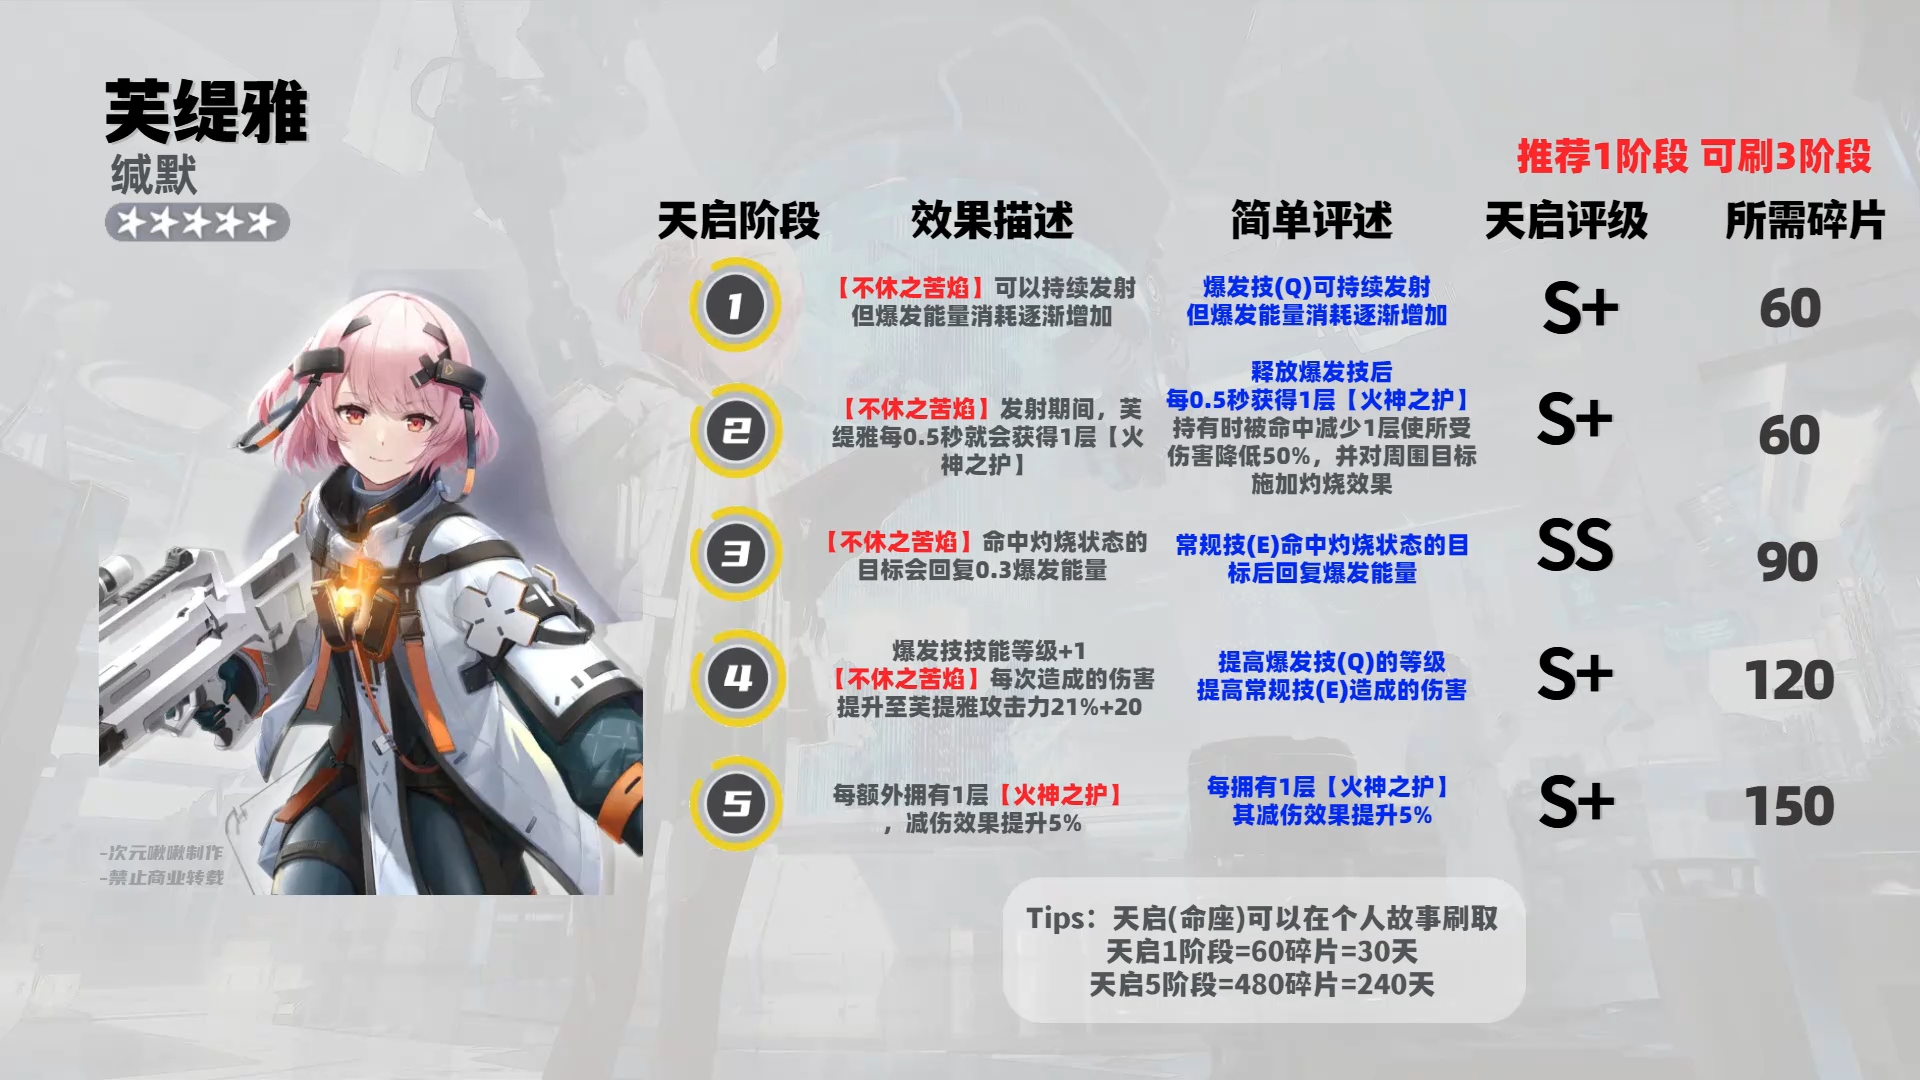 芙缇雅
缄默
推荐1阶段 可刷3阶段
天启阶段 效果描述 简单评述 天启评级 所需碎片
1
【不休之苦焰】可以持续发射
但爆发能量消耗逐渐增加
爆发技(Q)可持续发射
但爆发能量消耗逐渐增加
S+
60
2
【不休之苦焰】发射期间，芙
缇雅每0.5秒就会获得1层【火
神之护】
释放爆发技后
每0.5秒获得1层【火神之护】
持有时被命中减少1层使所受
伤害降低50%，并对周围目标
施加灼烧效果
S+
60
3
【不休之苦焰】命中灼烧状态的
目标会回复0.3爆发能量
常规技(E)命中灼烧状态的目
标后回复爆发能量
SS
90
4
爆发技技能等级+1
【不休之苦焰】每次造成的伤害
提升至芙提雅攻击力21%+20
提高爆发技(Q)的等级
提高常规技(E)造成的伤害
S+
120
5
每额外拥有1层【火神之护】
，减伤效果提升5%
每拥有1层【火神之护】
其减伤效果提升5%
S+
150
-次元啾啾制作
-禁止商业转载
Tips：天启(命座)可以在个人故事刷取
天启1阶段=60碎片=30天
天启5阶段=480碎片=240天